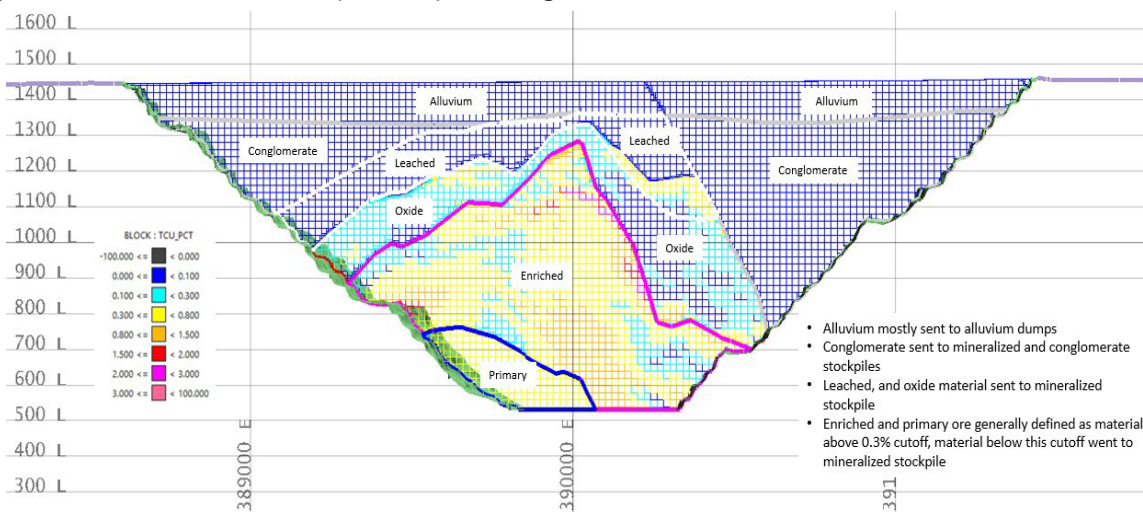 1600 L
1500 L
1400 L
1300 L
1200 L
1100 L
1000 L
900 L
800 L
700 L
600 L
500 L
400 L
300 L
Alluvium
Alluvium
Conglomerate
Leached
Leached
Conglomerate
Oxide
Oxide
Enriched
Primary
BLOCK : TCU_PCT
-100.000 <= < 0.000
0.000 <= < 0.100
0.100 <= < 0.300
0.300 <= < 0.800
0.800 <= < 1.500
1.500 <= < 2.000
2.000 <= < 3.000
3.000 <= < 100.000
• Alluvium mostly sent to alluvium dumps
• Conglomerate sent to mineralized and conglomerate
stockpiles
• Leached, and oxide material sent to mineralized
stockpile
• Enriched and primary ore generally defined as material
above 0.3% cutoff, material below this cutoff went to
mineralized stockpile
389000 E
390000 E
391